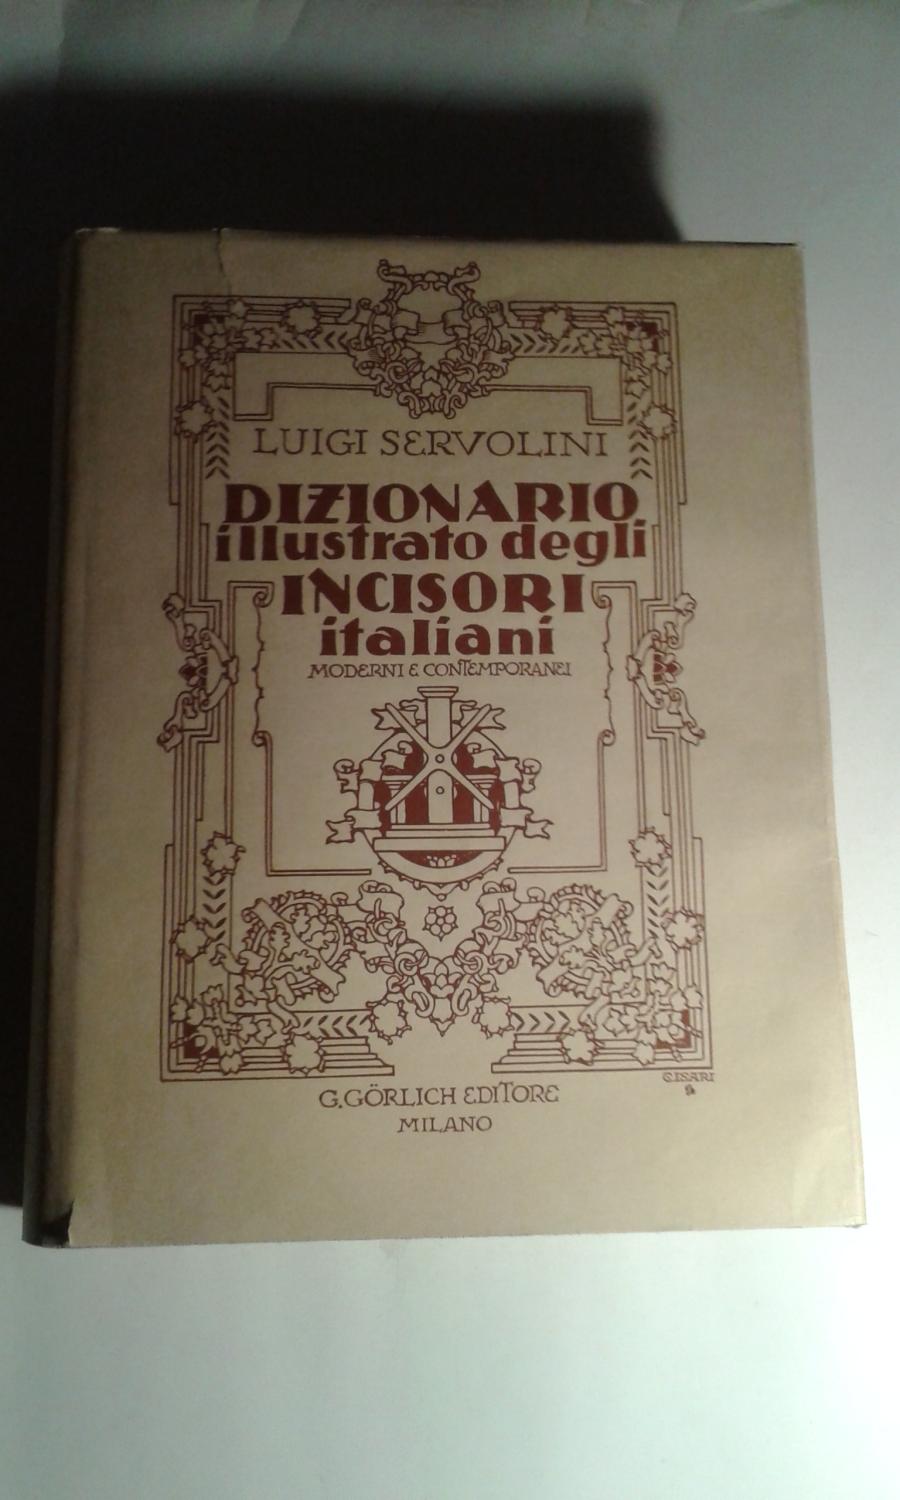 LUIGI SERVOLINI
DIZIONARIO
illustrato degli
INCISORI
italiani
MODERNI E CONTEMPORANEI
G. GÖRLICH EDITORE
MILANO